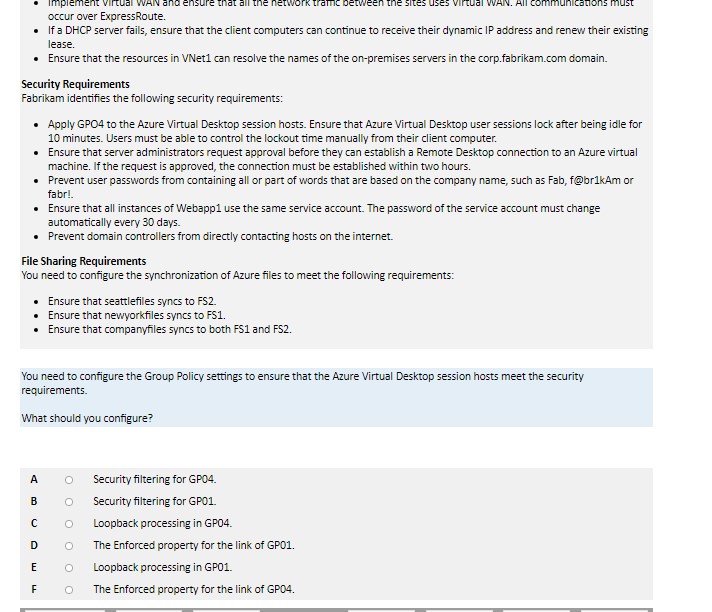 Implement Virtual WAN and ensure that all the network traffic between the sites uses Virtual WAN. All communications must
occur over ExpressRoute.
• If a DHCP server fails, ensure that the client computers can continue to receive their dynamic IP address and renew their existing
lease.
• Ensure that the resources in VNet1 can resolve the names of the on-premises servers in the corp.fabrikam.com domain.
Security Requirements
Fabrikam identifies the following security requirements:
• Apply GPO4 to the Azure Virtual Desktop session hosts. Ensure that Azure Virtual Desktop user sessions lock after being idle for
10 minutes. Users must be able to control the lockout time manually from their client computer.
• Ensure that server administrators request approval before they can establish a Remote Desktop connection to an Azure virtual
machine. If the request is approved, the connection must be established within two hours.
• Prevent user passwords from containing all or part of words that are based on the company name, such as Fab, f@br1kAm or
fabr!.
• Ensure that all instances of Webapp1 use the same service account. The password of the service account must change
automatically every 30 days.
• Prevent domain controllers from directly contacting hosts on the internet.
File Sharing Requirements
You need to configure the synchronization of Azure files to meet the following requirements:
• Ensure that seattlefiles syncs to FS2.
• Ensure that newyorkfiles syncs to FS1.
• Ensure that companyfiles syncs to both FS1 and FS2.
You need to configure the Group Policy settings to ensure that the Azure Virtual Desktop session hosts meet the security
requirements.
What should you configure?
A Security filtering for GP04.
B Security filtering for GP01.
C Loopback processing in GP04.
D The Enforced property for the link of GP01.
E Loopback processing in GP01.
F The Enforced property for the link of GP04.